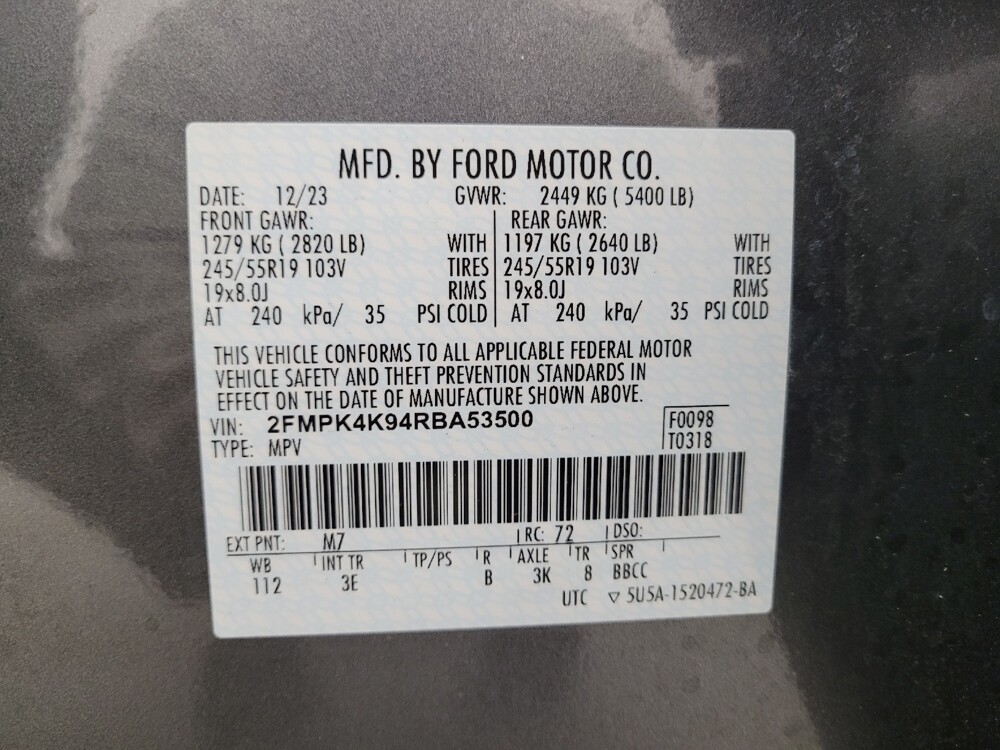 MFD. BY FORD MOTOR CO.
DATE: 12/23 GVWR: 2449 KG ( 5400 LB)
FRONT GAWR: REAR GAWR:
1279 KG ( 2820 LB) WITH 1197 KG ( 2640 LB) WITH
245/55R19 103V TIRES 245/55R19 103V TIRES
19x8.0J RIMS 19x8.0J RIMS
AT 240 kPa/ 35 PSI COLD AT 240 kPa/ 35 PSI COLD
THIS VEHICLE CONFORMS TO ALL APPLICABLE FEDERAL MOTOR
VEHICLE SAFETY AND THEFT PREVENTION STANDARDS IN
EFFECT ON THE DATE OF MANUFACTURE SHOWN ABOVE.
VIN: 2FMPK4K94RBA53500 F0098
TYPE: MPV T0318
EXT PNT: M7 RC: 72 DSO:
WB INT TR TP/PS R AXLE TR SPR
112 3E B 3K 8 BBCC
UTC ▽ 5U5A-1520472-BA